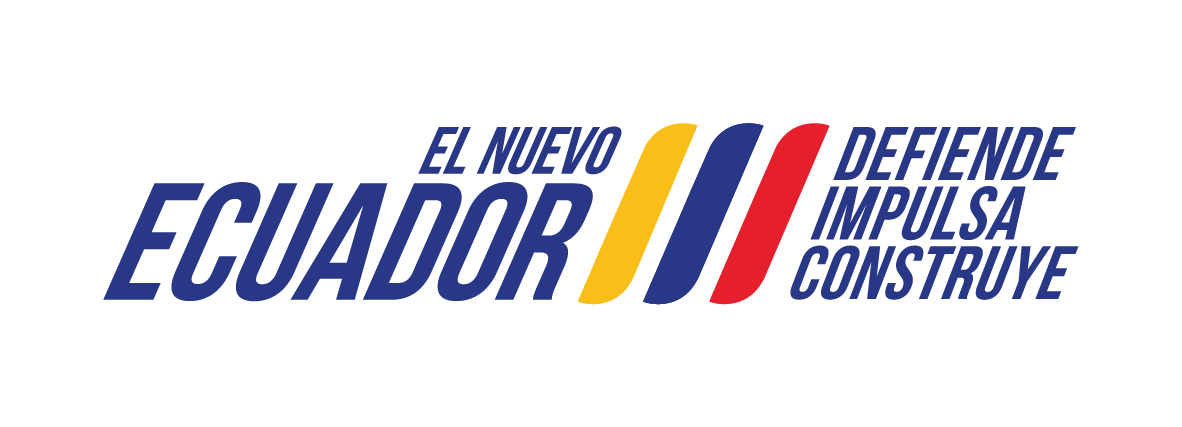 EL NUEVO
ECUADOR
DEFIENDE
IMPULSA
CONSTRUYE